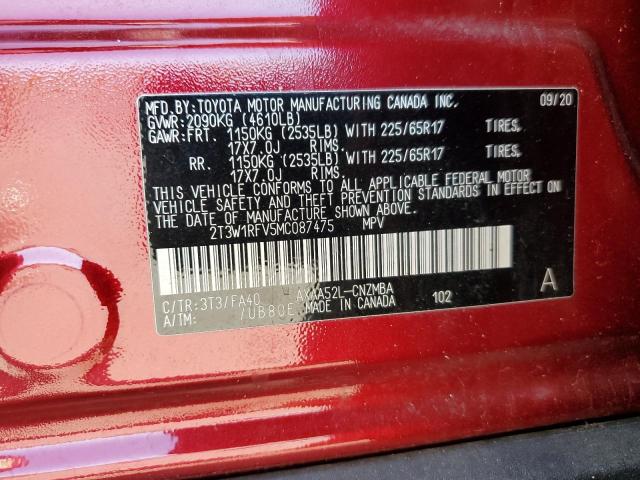 MFD.BY:TOYOTA MOTOR MANUFACTURING CANADA INC. 09/20
GVWR:2090KG (4610LB)
GAWR:FRT. 1150KG (2535LB) WITH 225/65R17 TIRES,
17X7.0J RIMS,
RR. 1150KG (2535LB) WITH 225/65R17 TIRES,
17X7.0J RIMS.
THIS VEHICLE CONFORMS TO ALL APPLICABLE FEDERAL MOTOR
VEHICLE SAFETY AND THEFT PREVENTION STANDARDS IN EFFECT ON
THE DATE OF MANUFACTURE SHOWN ABOVE.
2T3W1RFV5MC087475 MPV
C/TR:3T3/FA40 AXAA52L-CNZMBA
A/TM: /UB80E MADE IN CANADA 102 A